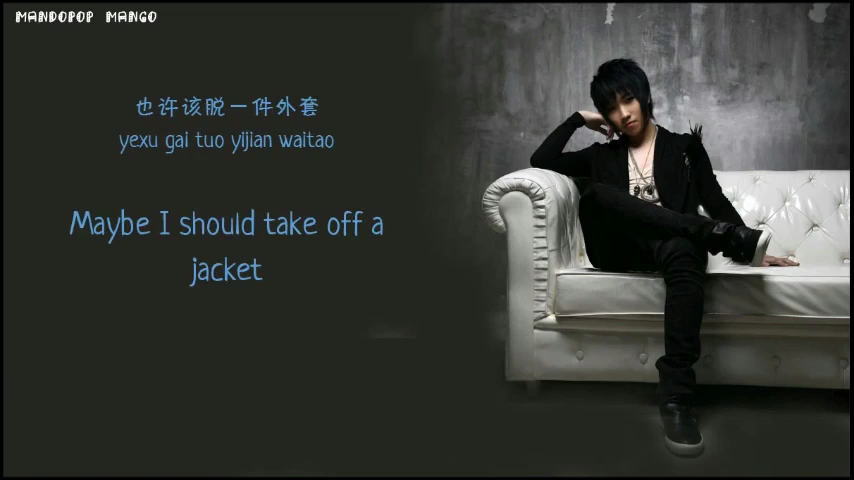 MANDOPOP MANGO
也许该脱一件外套
yexu gai tuo yijian waitao
Maybe I should take off a
jacket